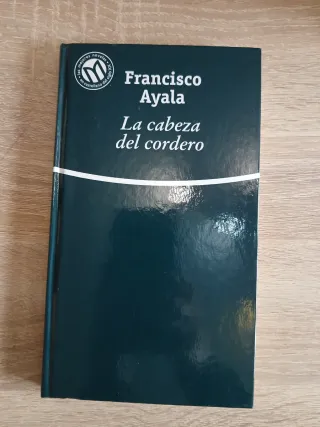 Francisco
Ayala
La cabeza
del cordero